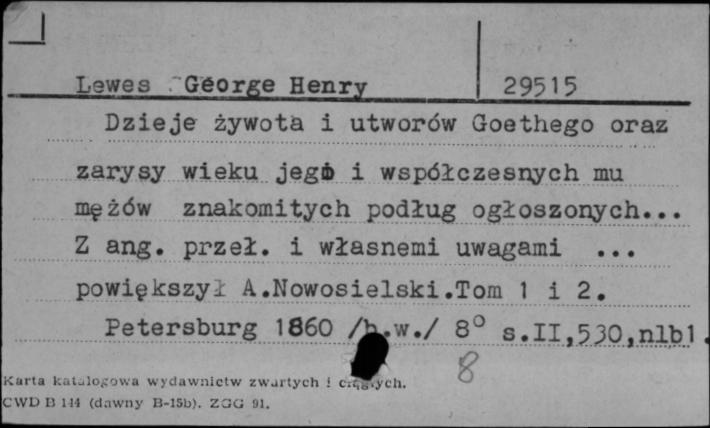 Lewes George Henry 29515
Dzieje żywota i utworów Goethego oraz
zarysy wieku jego i współczesnych mu
mężów znakomitych podług ogłoszonych...
Z ang. przeł. i własnemi uwagami ...
powiększył A.Nowosielski.Tom 1 i 2.
Petersburg 1860 /b.w./ 8° s.II,530,nlb1.
8
Karta katalogowa wydawnictw zwartych i ciągłych.
CWD B 144 (dawny B-15b). ZGG 91.